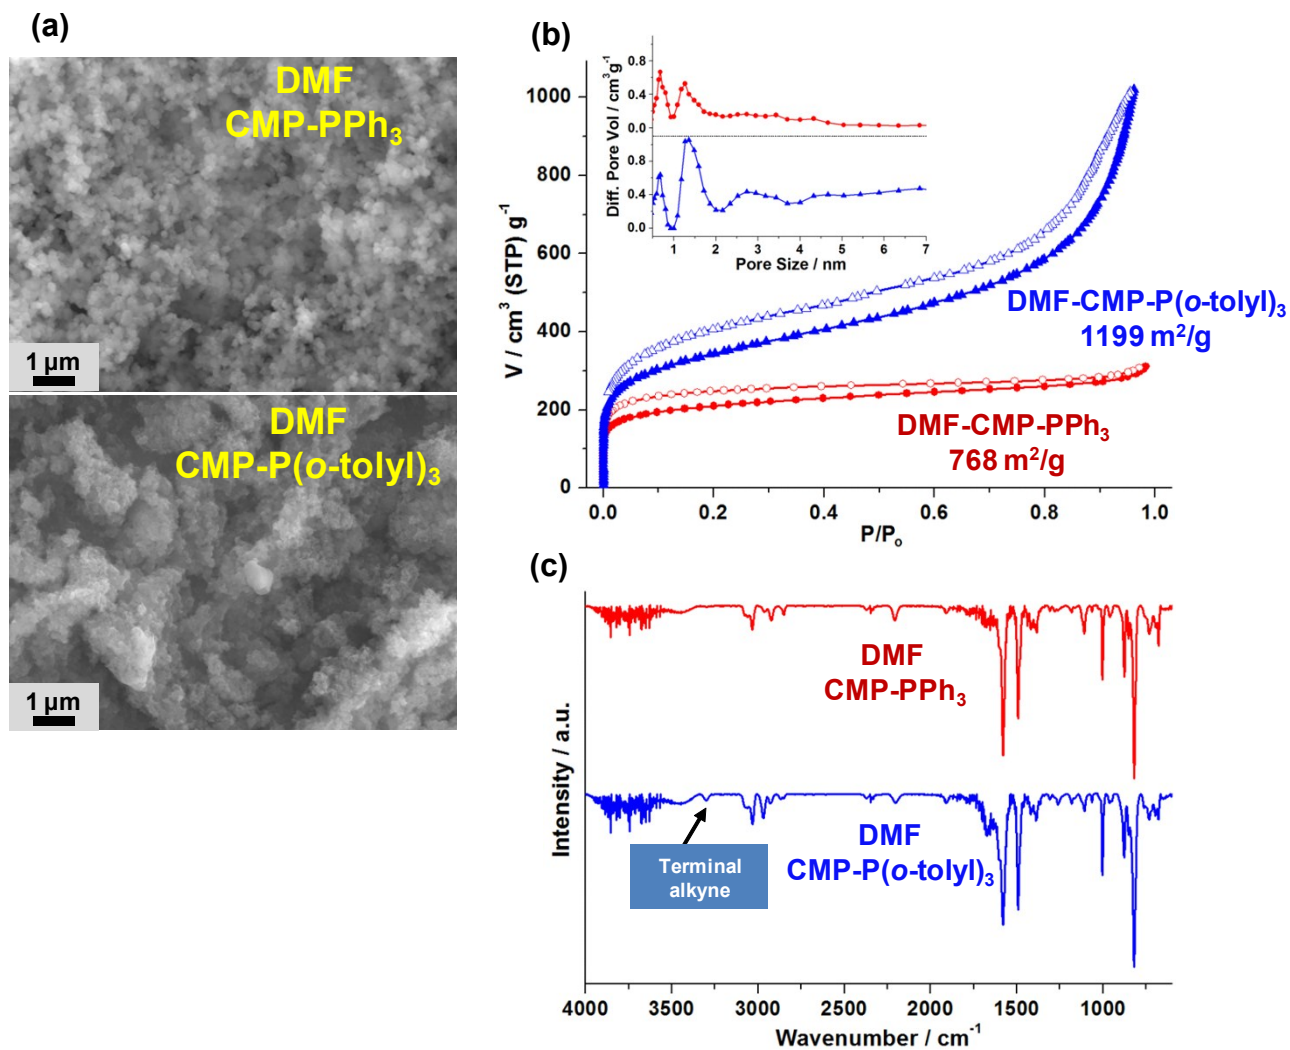 (a)
DMF
CMP-PPh₃
1 µm
DMF
CMP-P(o-tolyl)₃
1 µm
(b)
V / cm³ (STP) g⁻¹
1000
800
600
400
200
0
0.0 0.2 0.4 0.6 0.8 1.0
P/Pₒ
Diff. Pore Vol / cm³g⁻¹
0.8
0.4
0.0
0.8
0.4
0.0
1 2 3 4 5 6 7
Pore Size / nm
DMF-CMP-P(o-tolyl)₃
1199 m²/g
DMF-CMP-PPh₃
768 m²/g
(c)
Intensity / a.u.
DMF
CMP-PPh₃
DMF
CMP-P(o-tolyl)₃
Terminal
alkyne
4000 3500 3000 2500 2000 1500 1000
Wavenumber / cm⁻¹